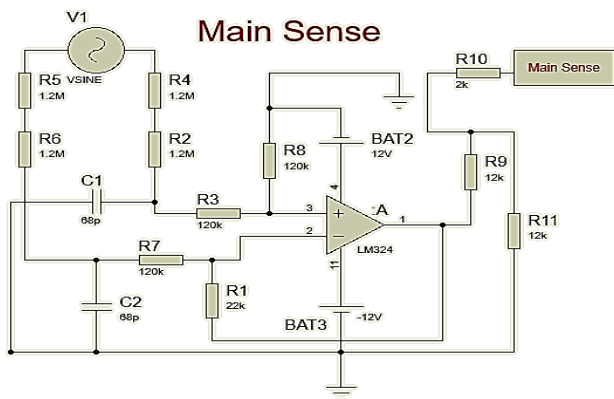 V1
Main Sense
VSINE
R5
1.2M
R4
1.2M
R10
2k
Main Sense
R6
1.2M
R2
1.2M
R8
120k
BAT2
12V
C1
68p
R3
120k
4
3
2
1
11
:A
LM324
R9
12k
R11
12k
R7
120k
R1
22k
C2
68p
BAT3
-12V